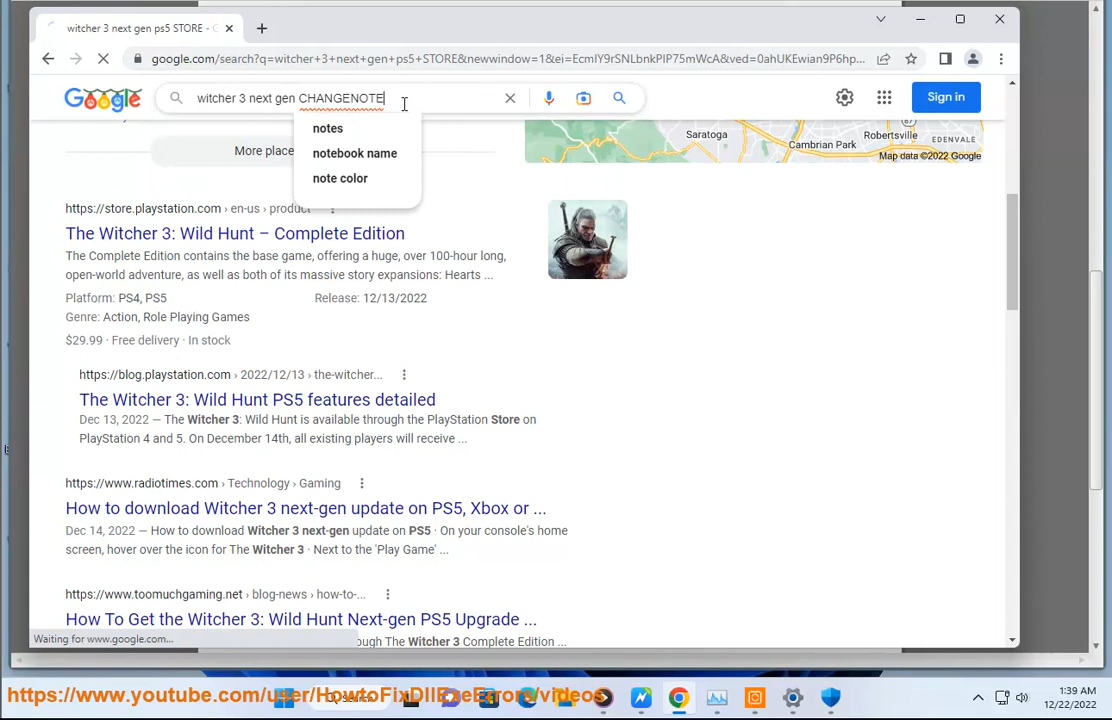 witcher 3 next gen ps5 STORE - G
google.com/search?q=witcher+3+next+gen+ps5+STORE&newwindow=1&ei=EcmIY9rSNLbnkPIP75mWcA&ved=0ahUKEwian9P6hp...
Google
witcher 3 next gen CHANGENOTE
Sign in
notes
notebook name
note color
More place
Saratoga
Cambrian Park
Robertsville
EDENVALE
Map data ©2022 Google
https://store.playstation.com › en-us › product
The Witcher 3: Wild Hunt – Complete Edition
The Complete Edition contains the base game, offering a huge, over 100-hour long,
open-world adventure, as well as both of its massive story expansions: Hearts ...
Platform: PS4, PS5 Release: 12/13/2022
Genre: Action, Role Playing Games
$29.99 · Free delivery · In stock
https://blog.playstation.com › 2022/12/13 › the-witcher...
The Witcher 3: Wild Hunt PS5 features detailed
Dec 13, 2022 — The Witcher 3: Wild Hunt is available through the PlayStation Store on
PlayStation 4 and 5. On December 14th, all existing players will receive ...
https://www.radiotimes.com › Technology › Gaming
How to download Witcher 3 next-gen update on PS5, Xbox or ...
Dec 14, 2022 — How to download Witcher 3 next-gen update on PS5 · On your console's home
screen, hover over the icon for The Witcher 3 · Next to the 'Play Game' ...
https://www.toomuchgaming.net › blog-news › how-to-...
How To Get the Witcher 3: Wild Hunt Next-gen PS5 Upgrade ...
ough The Witcher 3 Complete Edition ...
Waiting for www.google.com...
https://www.youtube.com/user/HowtoFixDllExeErrors/videos
1:39 AM
12/22/2022